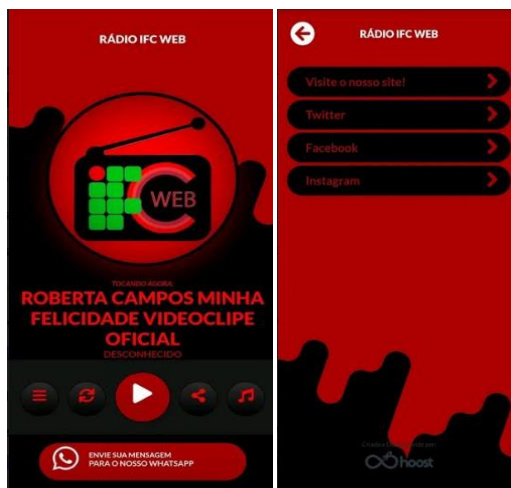 RÁDIO IFC WEB
WEB
TOCANDO AGORA:
ROBERTA CAMPOS MINHA
FELICIDADE VIDEOCLIPE
OFICIAL
DESCONHECIDO
ENVIE SUA MENSAGEM
PARA O NOSSO WHATSAPP
RÁDIO IFC WEB
Visite o nosso site!
Twitter
Facebook
Instagram
hoost